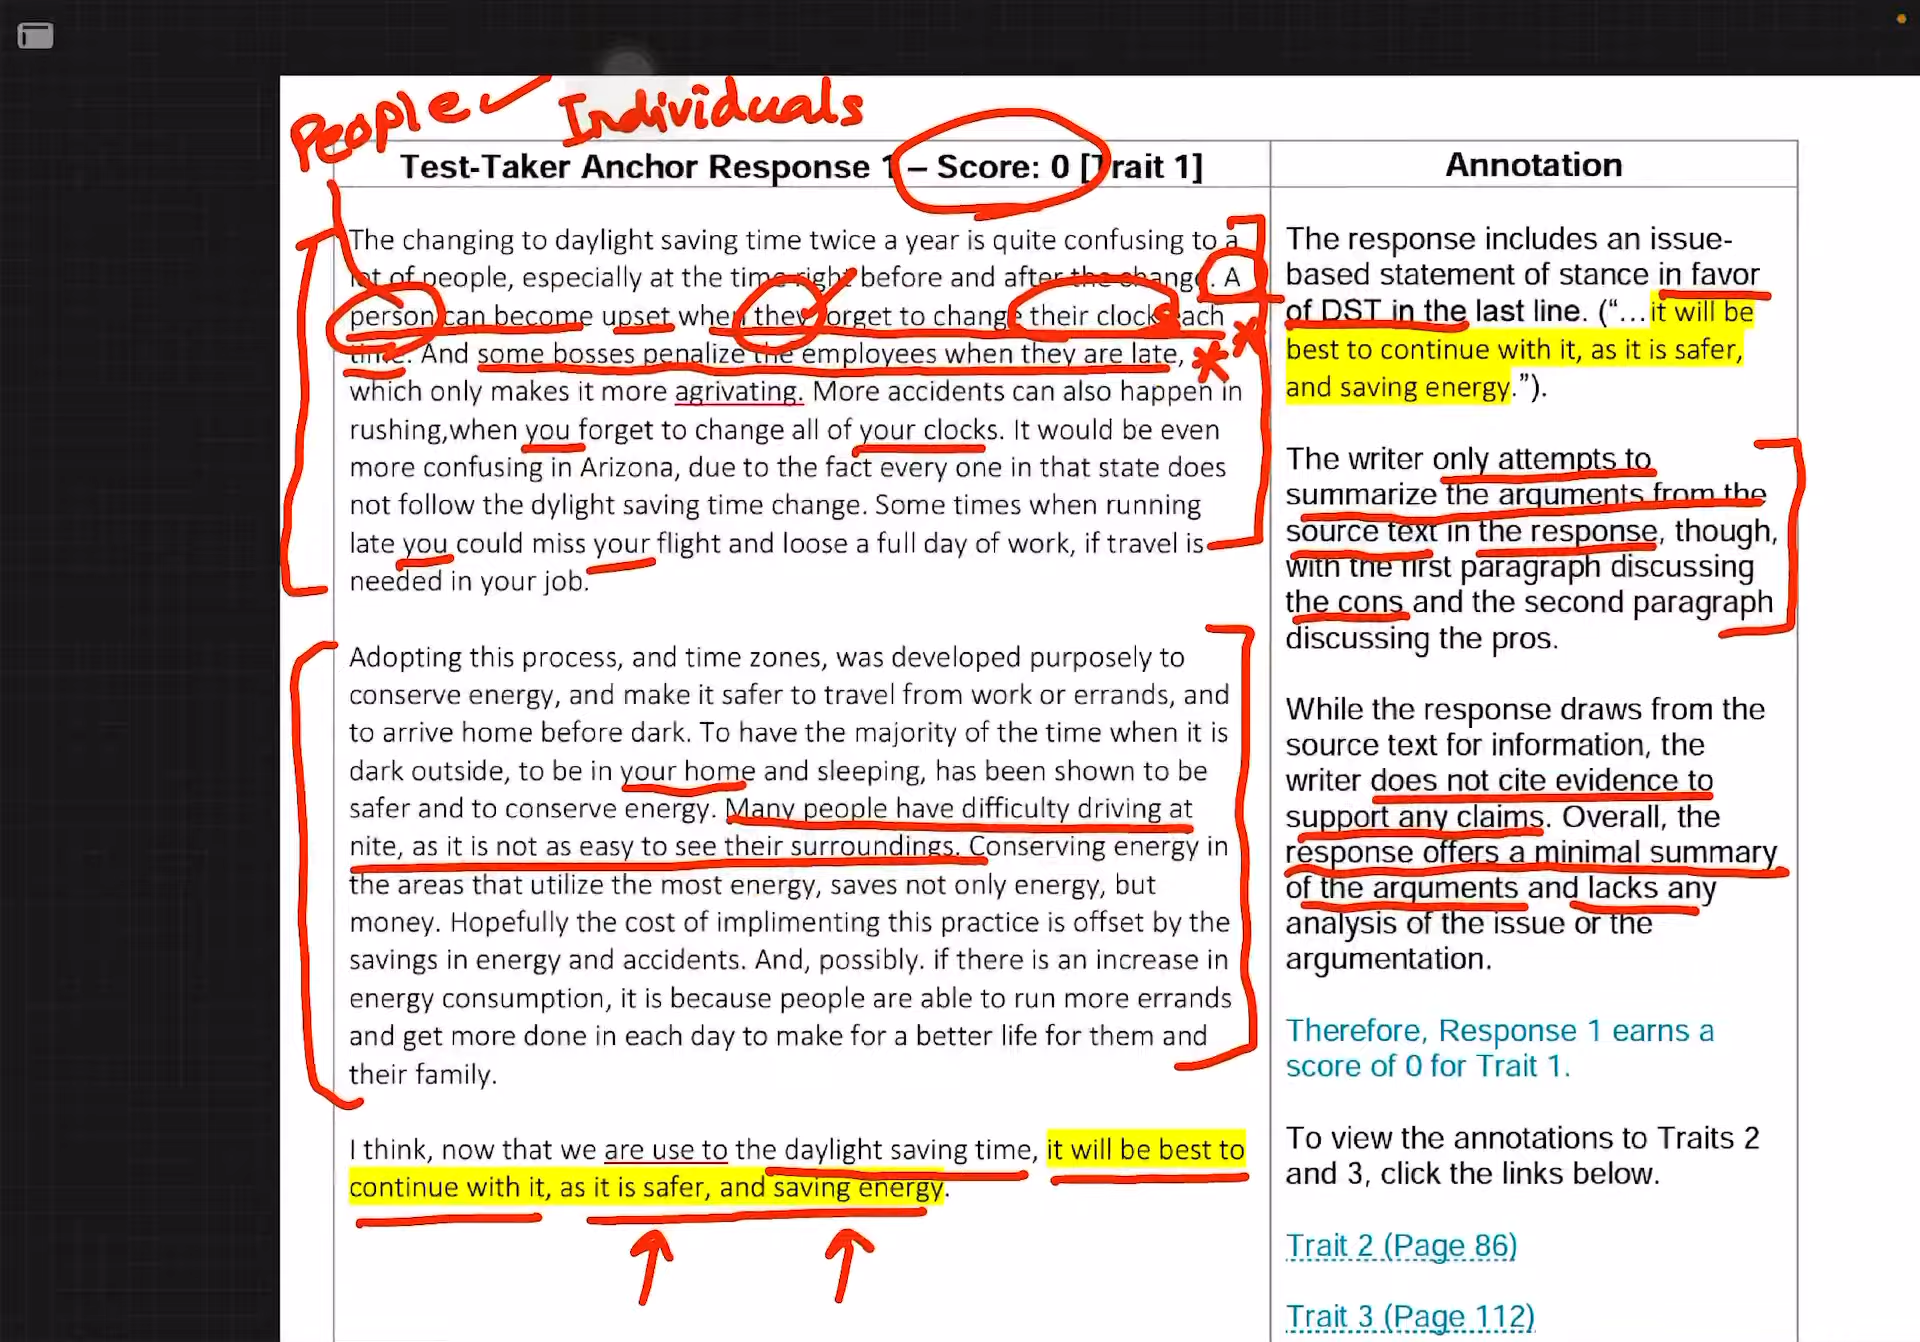 People Individuals
Test-Taker Anchor Response 1 – Score: 0 [Trait 1]
The changing to daylight saving time twice a year is quite confusing to a
lot of people, especially at the time right before and after the change. A
person can become upset when they forget to change their clocks each
time. And some bosses penalize the employees when they are late,
which only makes it more agrivating. More accidents can also happen in
rushing,when you forget to change all of your clocks. It would be even
more confusing in Arizona, due to the fact every one in that state does
not follow the dylight saving time change. Some times when running
late you could miss your flight and loose a full day of work, if travel is
needed in your job.
Adopting this process, and time zones, was developed purposely to
conserve energy, and make it safer to travel from work or errands, and
to arrive home before dark. To have the majority of the time when it is
dark outside, to be in your home and sleeping, has been shown to be
safer and to conserve energy. Many people have difficulty driving at
nite, as it is not as easy to see their surroundings. Conserving energy in
the areas that utilize the most energy, saves not only energy, but
money. Hopefully the cost of implimenting this practice is offset by the
savings in energy and accidents. And, possibly. if there is an increase in
energy consumption, it is because people are able to run more errands
and get more done in each day to make for a better life for them and
their family.
I think, now that we are use to the daylight saving time, it will be best to
continue with it, as it is safer, and saving energy.
Annotation
The response includes an issue-
based statement of stance in favor
of DST in the last line. (“...it will be
best to continue with it, as it is safer,
and saving energy.”).
The writer only attempts to
summarize the arguments from the
source text in the response, though,
with the first paragraph discussing
the cons and the second paragraph
discussing the pros.
While the response draws from the
source text for information, the
writer does not cite evidence to
support any claims. Overall, the
response offers a minimal summary
of the arguments and lacks any
analysis of the issue or the
argumentation.
Therefore, Response 1 earns a
score of 0 for Trait 1.
To view the annotations to Traits 2
and 3, click the links below.
Trait 2 (Page 86)
Trait 3 (Page 112)